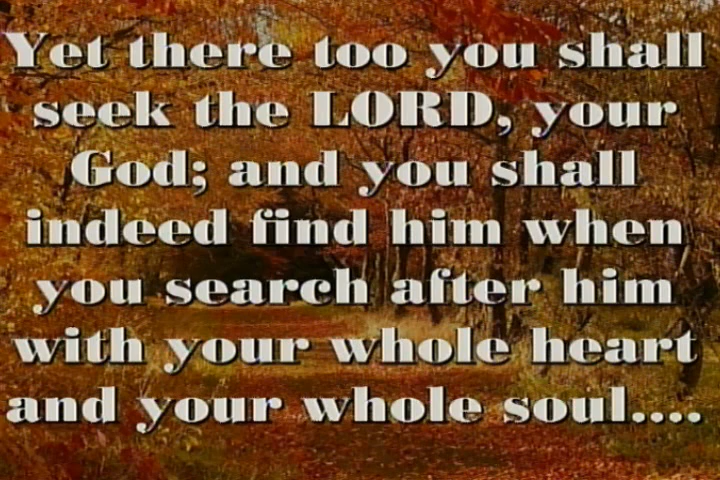 Yet there too you shall
seek the LORD, your
God; and you shall
indeed find him when
you search after him
with your whole heart
and your whole soul....